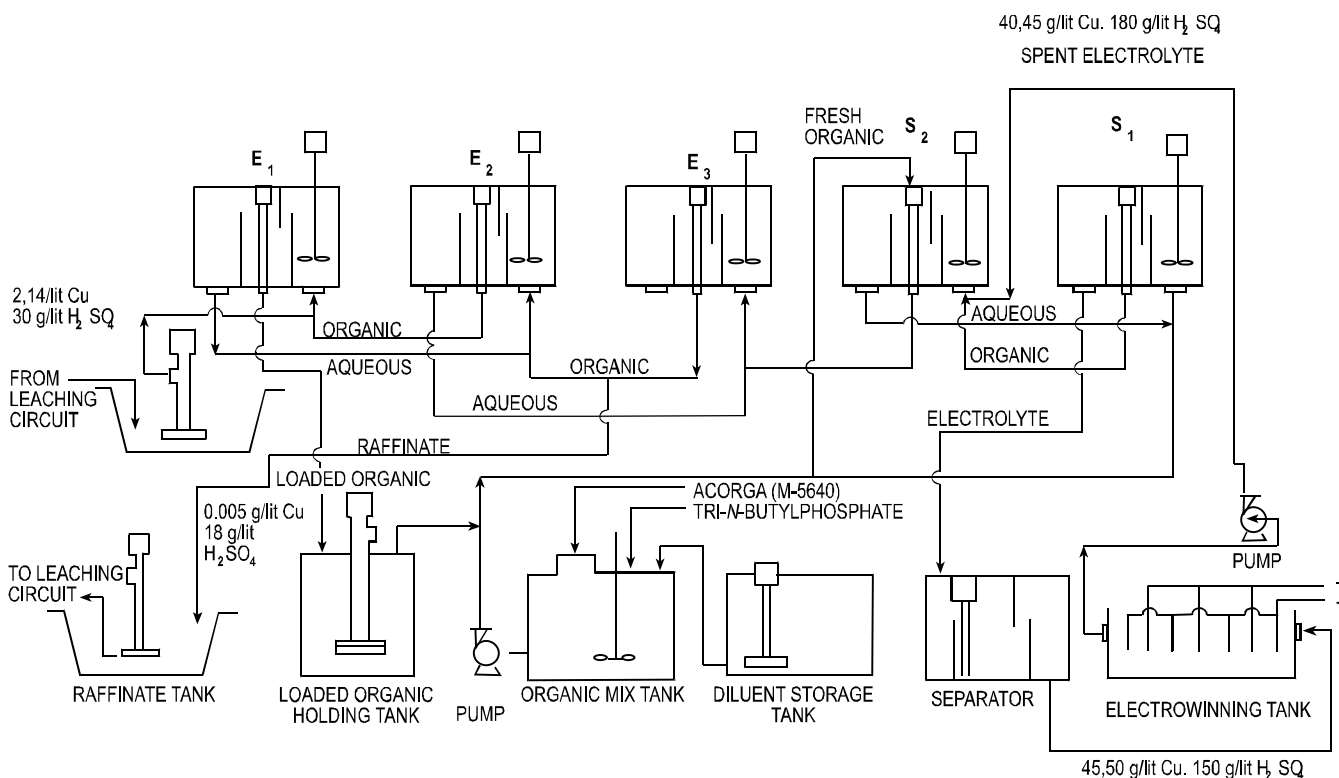 40,45 g/lit Cu. 180 g/lit H2 SO4
SPENT ELECTROLYTE
FRESH
ORGANIC
S2
S1
E1
E2
E3
2,14/lit Cu
30 g/lit H2 SO4
ORGANIC
AQUEOUS
FROM
LEACHING
CIRCUIT
ORGANIC
AQUEOUS
AQUEOUS
ORGANIC
ELECTROLYTE
RAFFINATE
LOADED ORGANIC
0.005 g/lit Cu
18 g/lit
H2SO4
ACORGA (M-5640)
TRI-N-BUTYLPHOSPHATE
TO LEACHING
CIRCUIT
PUMP
RAFFINATE TANK
LOADED ORGANIC
HOLDING TANK
PUMP
ORGANIC MIX TANK
DILUENT STORAGE
TANK
SEPARATOR
ELECTROWINNING TANK
45,50 g/lit Cu. 150 g/lit H2 SO4